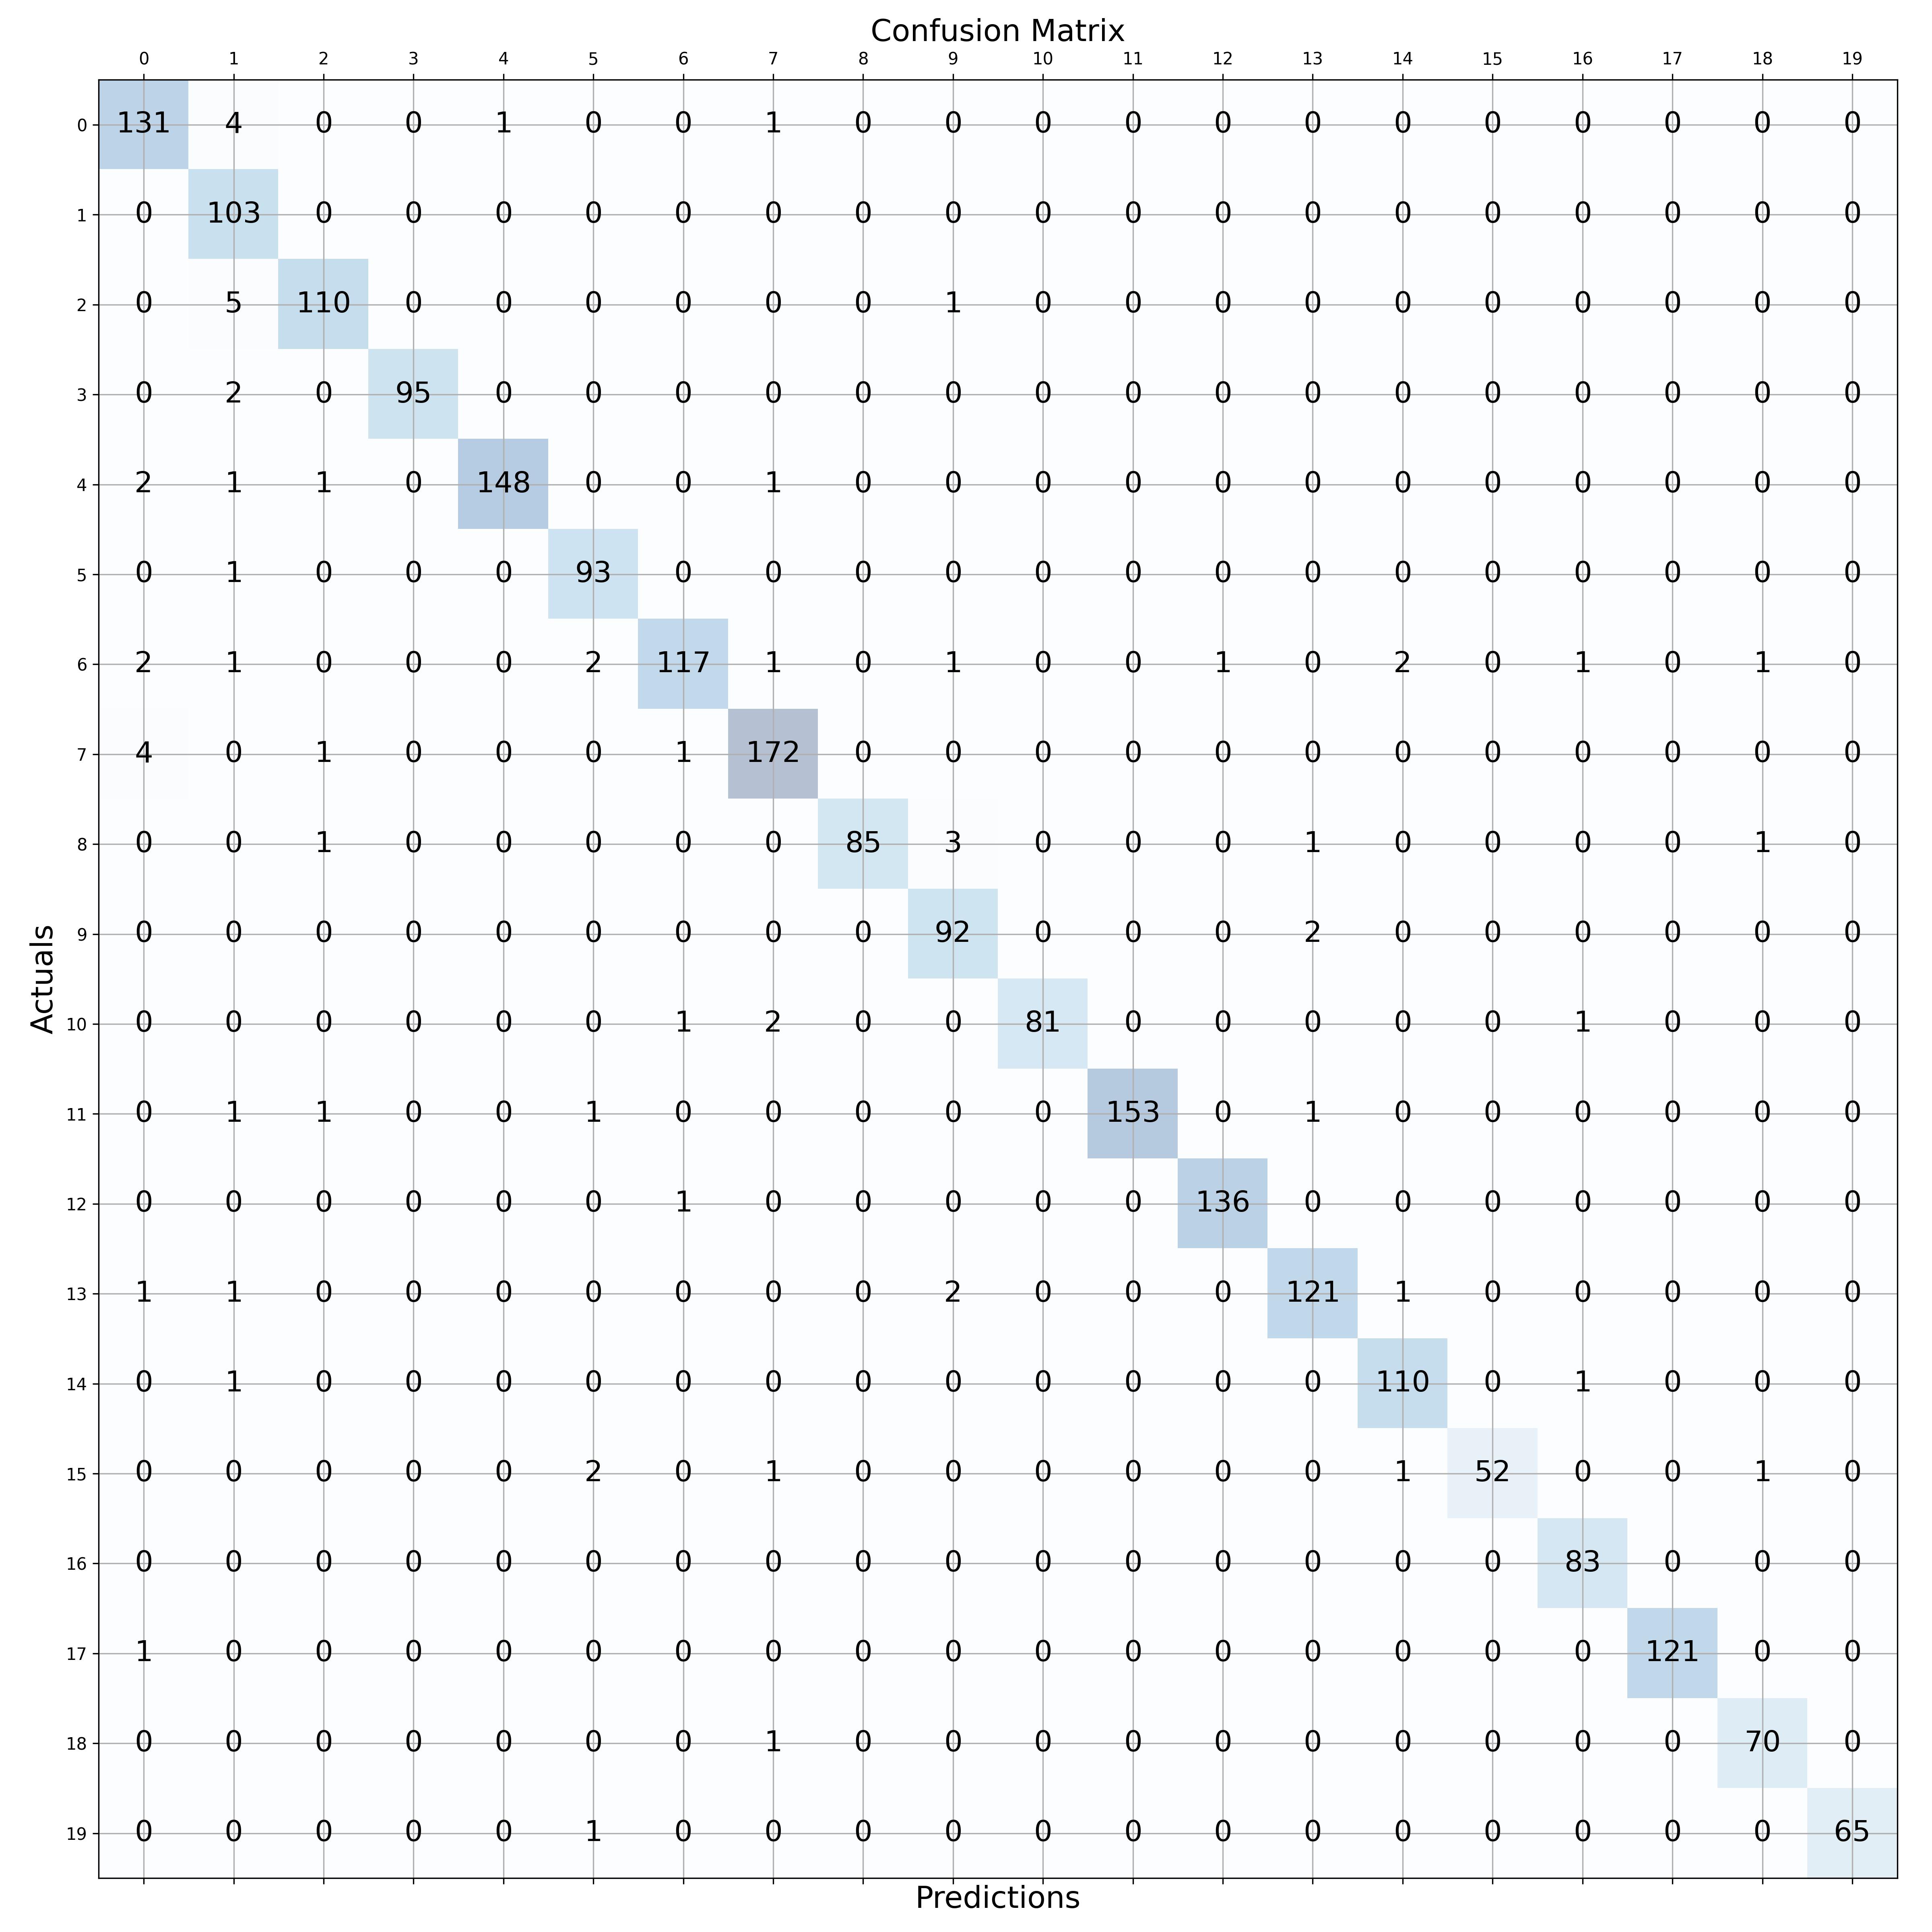 Confusion Matrix
0 1 2 3 4 5 6 7 8 9 10 11 12 13 14 15 16 17 18 19
0 131 4 0 0 1 0 0 1 0 0 0 0 0 0 0 0 0 0 0 0
1 0 103 0 0 0 0 0 0 0 0 0 0 0 0 0 0 0 0 0 0
2 0 5 110 0 0 0 0 0 0 1 0 0 0 0 0 0 0 0 0 0
3 0 2 0 95 0 0 0 0 0 0 0 0 0 0 0 0 0 0 0 0
4 2 1 1 0 148 0 0 1 0 0 0 0 0 0 0 0 0 0 0 0
5 0 1 0 0 0 93 0 0 0 0 0 0 0 0 0 0 0 0 0 0
6 2 1 0 0 0 2 117 1 0 1 0 0 1 0 2 0 1 0 1 0
7 4 0 1 0 0 0 1 172 0 0 0 0 0 0 0 0 0 0 0 0
8 0 0 1 0 0 0 0 0 85 3 0 0 0 1 0 0 0 0 1 0
9 0 0 0 0 0 0 0 0 0 92 0 0 0 2 0 0 0 0 0 0
Actuals
10 0 0 0 0 0 0 1 2 0 0 81 0 0 0 0 0 1 0 0 0
11 0 1 1 0 0 1 0 0 0 0 0 153 0 1 0 0 0 0 0 0
12 0 0 0 0 0 0 1 0 0 0 0 0 136 0 0 0 0 0 0 0
13 1 1 0 0 0 0 0 0 0 2 0 0 0 121 1 0 0 0 0 0
14 0 1 0 0 0 0 0 0 0 0 0 0 0 0 110 0 1 0 0 0
15 0 0 0 0 0 2 0 1 0 0 0 0 0 0 1 52 0 0 1 0
16 0 0 0 0 0 0 0 0 0 0 0 0 0 0 0 0 83 0 0 0
17 1 0 0 0 0 0 0 0 0 0 0 0 0 0 0 0 0 121 0 0
18 0 0 0 0 0 0 0 1 0 0 0 0 0 0 0 0 0 0 70 0
19 0 0 0 0 0 1 0 0 0 0 0 0 0 0 0 0 0 0 0 65
Predictions